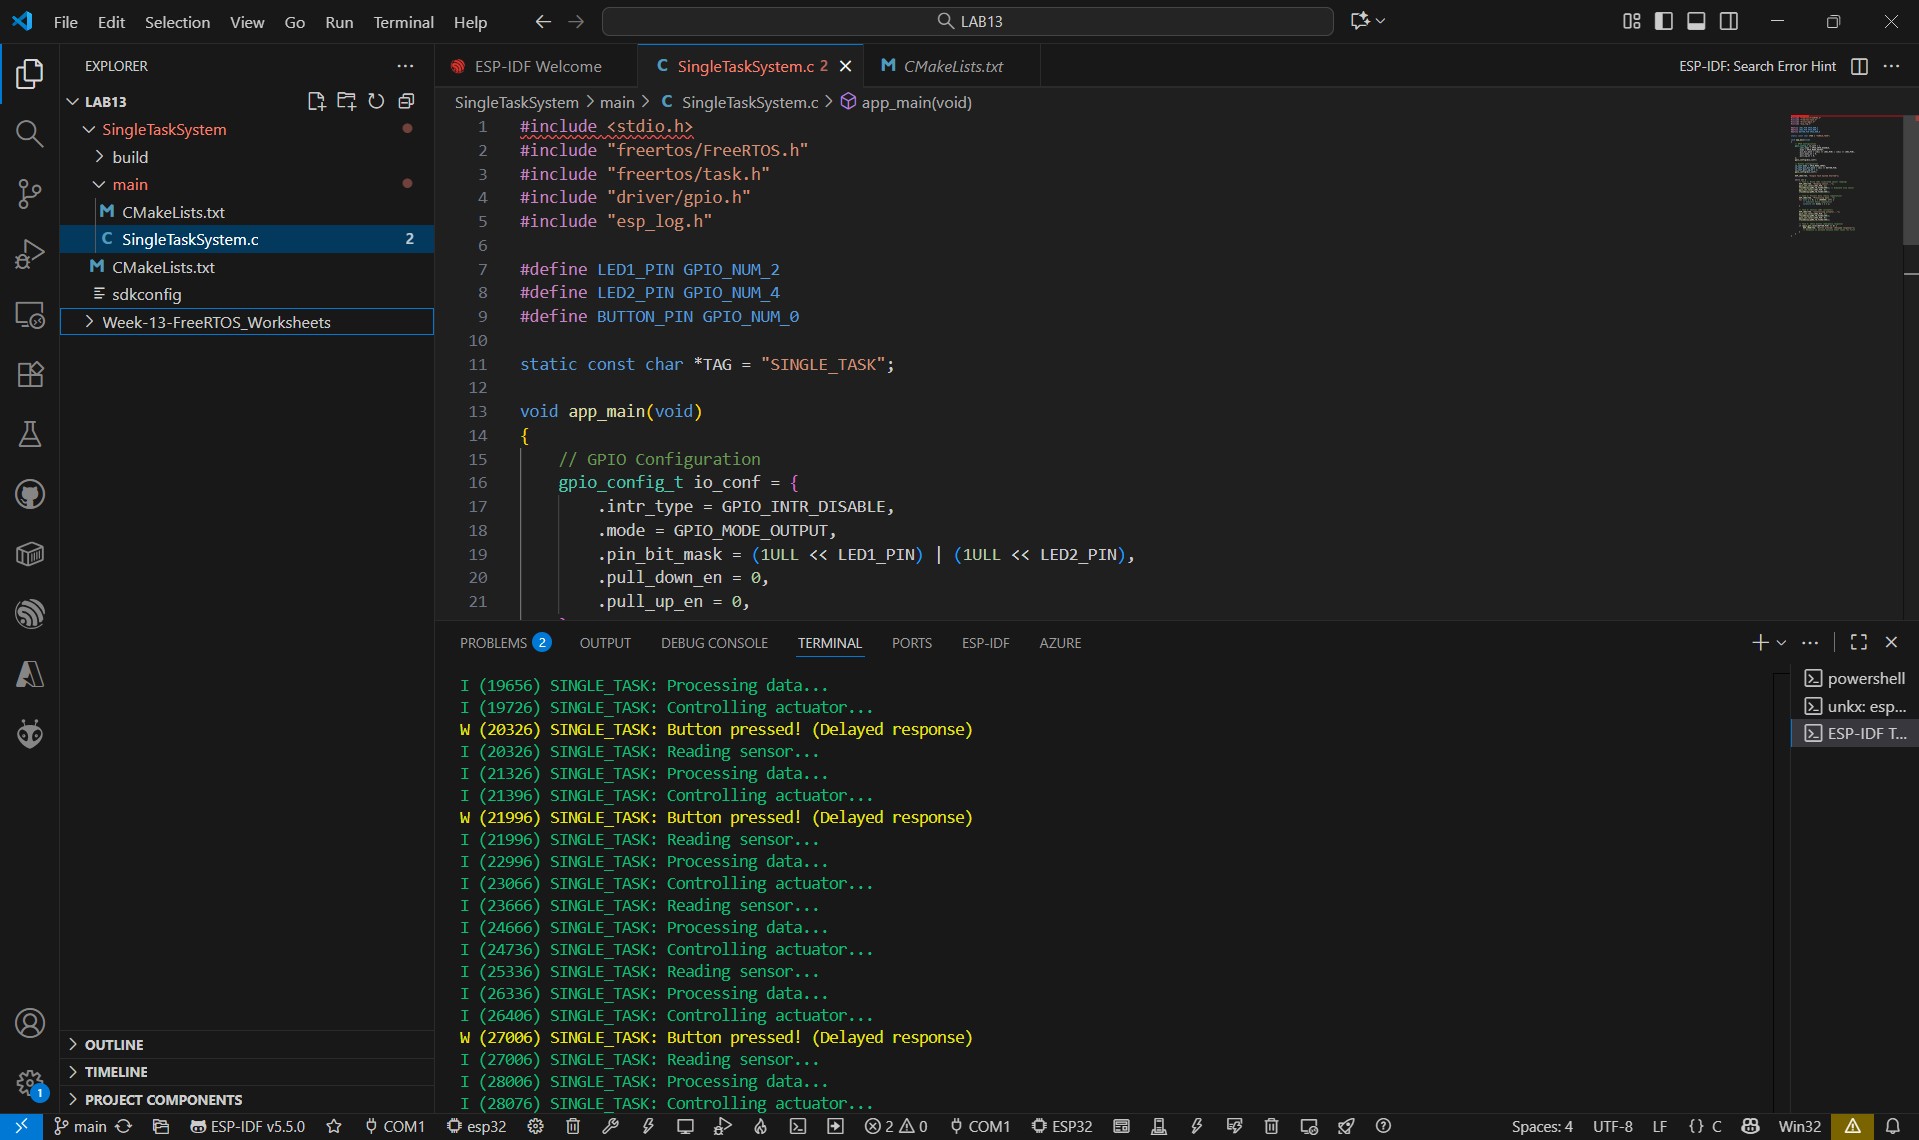 File Edit Selection View Go Run Terminal Help LAB13
EXPLORER
LAB13
SingleTaskSystem
build
main
CMakeLists.txt
SingleTaskSystem.c 2
CMakeLists.txt
sdkconfig
Week-13-FreeRTOS_Worksheets
OUTLINE
TIMELINE
PROJECT COMPONENTS
ESP-IDF Welcome SingleTaskSystem.c 2 CMakeLists.txt ESP-IDF: Search Error Hint
SingleTaskSystem > main > C SingleTaskSystem.c > app_main(void)
1 #include <stdio.h>
2 #include "freertos/FreeRTOS.h"
3 #include "freertos/task.h"
4 #include "driver/gpio.h"
5 #include "esp_log.h"
6
7 #define LED1_PIN GPIO_NUM_2
8 #define LED2_PIN GPIO_NUM_4
9 #define BUTTON_PIN GPIO_NUM_0
10
11 static const char *TAG = "SINGLE_TASK";
12
13 void app_main(void)
14 {
15 // GPIO Configuration
16 gpio_config_t io_conf = {
17 .intr_type = GPIO_INTR_DISABLE,
18 .mode = GPIO_MODE_OUTPUT,
19 .pin_bit_mask = (1ULL << LED1_PIN) | (1ULL << LED2_PIN),
20 .pull_down_en = 0,
21 .pull_up_en = 0,
PROBLEMS 2 OUTPUT DEBUG CONSOLE TERMINAL PORTS ESP-IDF AZURE
I (19656) SINGLE_TASK: Processing data...
I (19726) SINGLE_TASK: Controlling actuator...
W (20326) SINGLE_TASK: Button pressed! (Delayed response)
I (20326) SINGLE_TASK: Reading sensor...
I (21326) SINGLE_TASK: Processing data...
I (21396) SINGLE_TASK: Controlling actuator...
W (21996) SINGLE_TASK: Button pressed! (Delayed response)
I (21996) SINGLE_TASK: Reading sensor...
I (22996) SINGLE_TASK: Processing data...
I (23066) SINGLE_TASK: Controlling actuator...
I (23666) SINGLE_TASK: Reading sensor...
I (24666) SINGLE_TASK: Processing data...
I (24736) SINGLE_TASK: Controlling actuator...
I (25336) SINGLE_TASK: Reading sensor...
I (26336) SINGLE_TASK: Processing data...
I (26406) SINGLE_TASK: Controlling actuator...
W (27006) SINGLE_TASK: Button pressed! (Delayed response)
I (27006) SINGLE_TASK: Reading sensor...
I (28006) SINGLE_TASK: Processing data...
I (28076) SINGLE_TASK: Controlling actuator...
powershell
unkx: esp...
ESP-IDF T...
1
main ESP-IDF v5.5.0 COM1 esp32 2 0 COM1 ESP32 Spaces: 4 UTF-8 LF {} C Win32